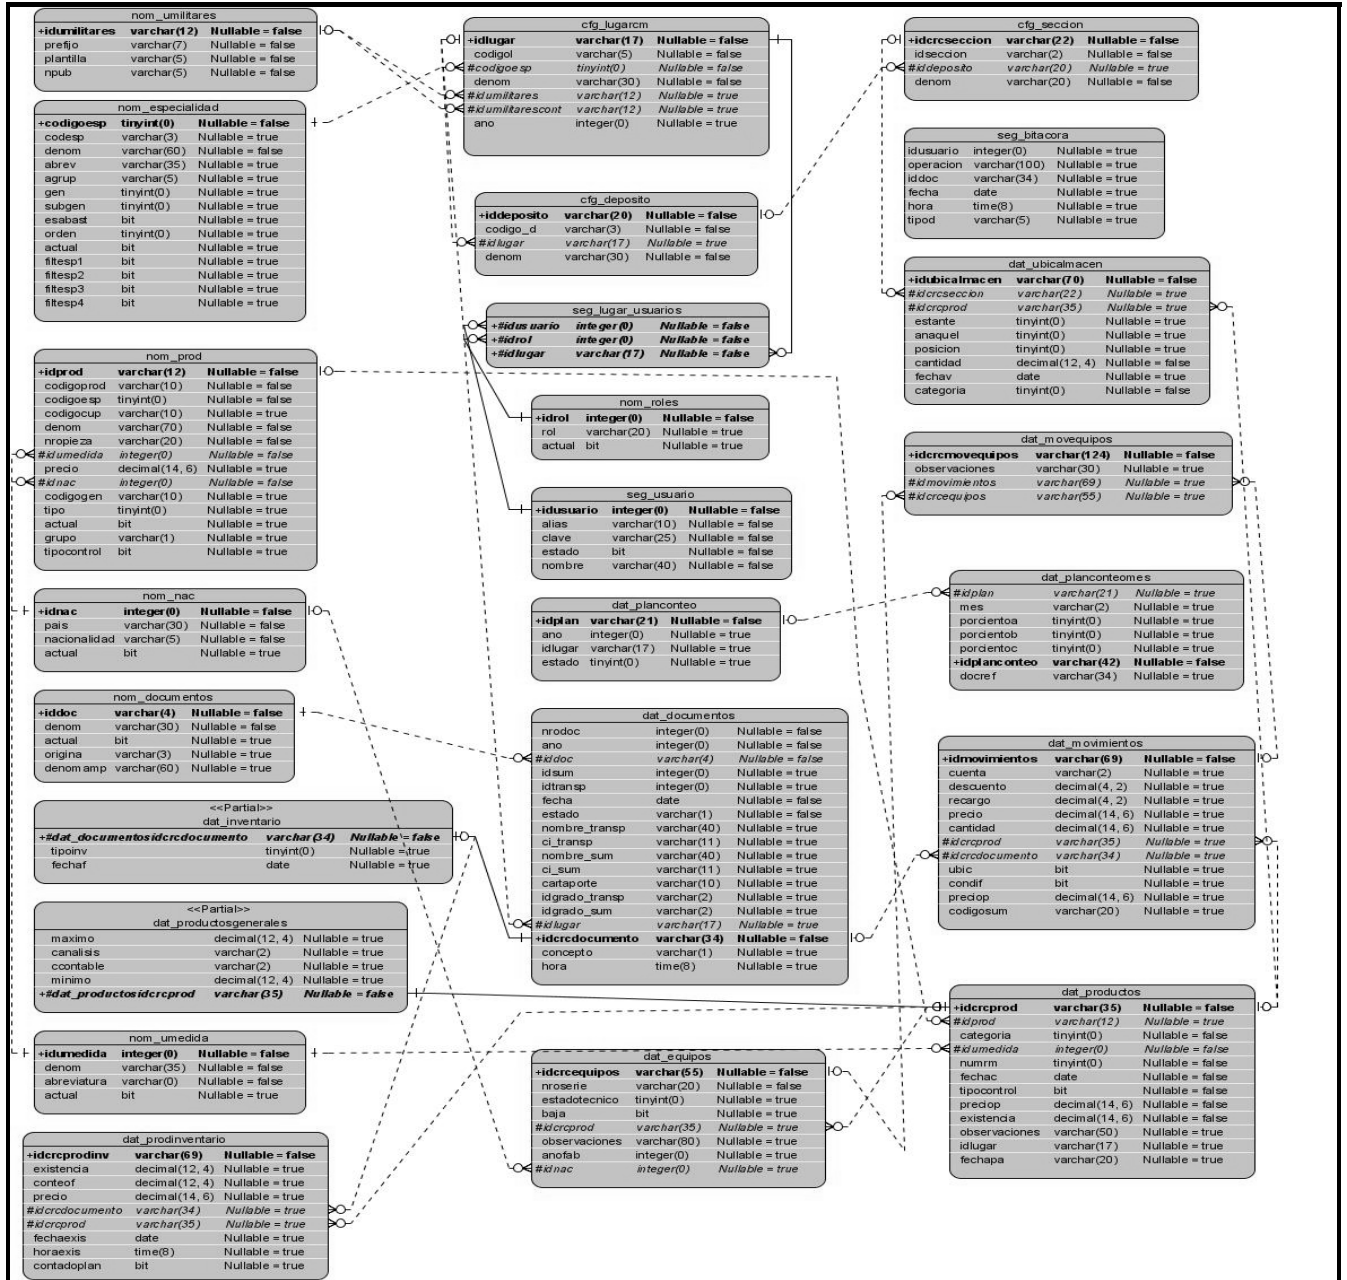 nom_umilitares
+idumilitares varchar(12) Nullable = false
prefijo varchar(7) Nullable = false
plantilla varchar(5) Nullable = false
npub varchar(5) Nullable = false
nom_especialidad
+codigoesp tinyint(0) Nullable = false
codesp varchar(3) Nullable = true
denom varchar(60) Nullable = false
abrev varchar(35) Nullable = true
agrup varchar(5) Nullable = true
gen tinyint(0) Nullable = true
subgen tinyint(0) Nullable = true
esabast bit Nullable = true
orden tinyint(0) Nullable = true
actual bit Nullable = true
filtesp1 bit Nullable = true
filtesp2 bit Nullable = true
filtesp3 bit Nullable = true
filtesp4 bit Nullable = true
nom_prod
+idprod varchar(12) Nullable = false
codigoprod varchar(10) Nullable = false
codigoesp tinyint(0) Nullable = false
codigocup varchar(10) Nullable = true
denom varchar(70) Nullable = false
nropieza varchar(20) Nullable = false
#idumedida integer(0) Nullable = false
precio decimal(14, 6) Nullable = true
#idnac integer(0) Nullable = false
codigogen varchar(10) Nullable = true
tipo tinyint(0) Nullable = true
actual bit Nullable = true
grupo varchar(1) Nullable = true
tipocontrol bit Nullable = true
nom_nac
+idnac integer(0) Nullable = false
pais varchar(30) Nullable = false
nacionalidad varchar(5) Nullable = true
actual bit Nullable = true
nom_documentos
+iddoc varchar(4) Nullable = false
denom varchar(30) Nullable = false
actual bit Nullable = true
origina varchar(3) Nullable = true
denomamp varchar(60) Nullable = true
<<Partial>>
dat_inventario
+#dat_documentosidcrcdocumento varchar(34) Nullable = false
tipoinv tinyint(0) Nullable = true
fechaf date Nullable = true
<<Partial>>
dat_productosgenerales
maximo decimal(12, 4) Nullable = true
canalisis varchar(2) Nullable = true
ccontable varchar(2) Nullable = true
minimo decimal(12, 4) Nullable = true
+#dat_productosidcrcprod varchar(35) Nullable = false
nom_umedida
+idumedida integer(0) Nullable = false
denom varchar(35) Nullable = false
abreviatura varchar(0) Nullable = false
actual bit Nullable = true
dat_prodinventario
+idcrcprodinv varchar(69) Nullable = false
existencia decimal(12, 4) Nullable = true
conteof decimal(12, 4) Nullable = true
precio decimal(14, 6) Nullable = true
#idcrcdocumento varchar(34) Nullable = true
#idcrcprod varchar(35) Nullable = true
fechaexis date Nullable = true
horaexis time(8) Nullable = true
contadoplan bit Nullable = true
cfg_lugarcm
+idlugar varchar(17) Nullable = false
codigol varchar(5) Nullable = false
#codigoesp tinyint(0) Nullable = false
denom varchar(30) Nullable = false
#idumilitares varchar(12) Nullable = false
#idumilitarescont varchar(12) Nullable = false
ano integer(0) Nullable = true
cfg_deposito
+iddeposito varchar(20) Nullable = false
codigo_d varchar(3) Nullable = false
#idlugar varchar(17) Nullable = true
denom varchar(30) Nullable = false
seg_lugar_usuarios
+#idusuario integer(0) Nullable = false
+#idrol integer(0) Nullable = false
+#idlugar varchar(17) Nullable = false
nom_roles
+idrol integer(0) Nullable = false
rol varchar(20) Nullable = true
actual bit Nullable = true
seg_usuario
+idusuario integer(0) Nullable = false
alias varchar(10) Nullable = false
clave varchar(25) Nullable = false
estado bit Nullable = false
nombre varchar(40) Nullable = false
dat_planconteo
+idplan varchar(21) Nullable = false
ano integer(0) Nullable = true
idlugar varchar(17) Nullable = true
estado tinyint(0) Nullable = true
dat_documentos
nrodoc integer(0) Nullable = false
ano integer(0) Nullable = false
#iddoc varchar(4) Nullable = false
idsum integer(0) Nullable = true
idtransp integer(0) Nullable = true
fecha date Nullable = false
estado varchar(1) Nullable = false
nombre_transp varchar(40) Nullable = true
ci_transp varchar(11) Nullable = true
nombre_sum varchar(40) Nullable = true
ci_sum varchar(11) Nullable = true
cartaporte varchar(10) Nullable = true
idgrado_transp varchar(2) Nullable = true
idgrado_sum varchar(2) Nullable = true
#idlugar varchar(17) Nullable = true
+idcrcdocumento varchar(34) Nullable = false
concepto varchar(1) Nullable = true
hora time(8) Nullable = true
dat_equipos
+idcrcequipos varchar(55) Nullable = false
nroserie varchar(20) Nullable = false
estadotecnico tinyint(0) Nullable = true
baja bit Nullable = true
#idcrcprod varchar(35) Nullable = true
observaciones varchar(80) Nullable = true
anofab integer(0) Nullable = true
#idnac integer(0) Nullable = true
cfg_seccion
+idcrcseccion varchar(22) Nullable = false
idseccion varchar(2) Nullable = false
#iddeposito varchar(20) Nullable = true
denom varchar(20) Nullable = false
seg_bitacora
idusuario integer(0) Nullable = true
operacion varchar(100) Nullable = true
iddoc varchar(34) Nullable = true
fecha date Nullable = true
hora time(8) Nullable = true
tipod varchar(5) Nullable = true
dat_ubicalmacen
+idubicalmacen varchar(70) Nullable = false
#idcrcseccion varchar(22) Nullable = true
#idcrcprod varchar(35) Nullable = true
estante tinyint(0) Nullable = true
anaquel tinyint(0) Nullable = true
posicion tinyint(0) Nullable = true
cantidad decimal(12, 4) Nullable = false
fechav date Nullable = true
categoria tinyint(0) Nullable = false
dat_movequipos
+idcrcmovequipos varchar(124) Nullable = false
observaciones varchar(30) Nullable = true
#idmovimientos varchar(69) Nullable = true
#idcrcequipos varchar(55) Nullable = true
dat_planconteomes
#idplan varchar(21) Nullable = true
mes varchar(2) Nullable = true
porcientoa tinyint(0) Nullable = true
porcientob tinyint(0) Nullable = true
porcientoc tinyint(0) Nullable = true
+idplanconteo varchar(42) Nullable = false
docref varchar(34) Nullable = true
dat_movimientos
+idrmovimientos varchar(69) Nullable = false
cuenta varchar(2) Nullable = true
descuento decimal(4, 2) Nullable = true
recargo decimal(4, 2) Nullable = true
precio decimal(14, 6) Nullable = true
cantidad decimal(14, 6) Nullable = true
#idcrcprod varchar(35) Nullable = true
#idcrcdocumento varchar(34) Nullable = true
ubic bit Nullable = true
condif bit Nullable = true
preciop decimal(14, 6) Nullable = true
codigosum varchar(20) Nullable = true
dat_productos
+idcrcprod varchar(35) Nullable = false
#idprod varchar(12) Nullable = true
categoria tinyint(0) Nullable = false
#idumedida integer(0) Nullable = false
numrm tinyint(0) Nullable = true
fechac date Nullable = false
tipocontrol bit Nullable = true
preciop decimal(14, 6) Nullable = false
existencia decimal(14, 6) Nullable = false
observaciones varchar(50) Nullable = true
idlugar varchar(17) Nullable = true
fechapa varchar(20) Nullable = true